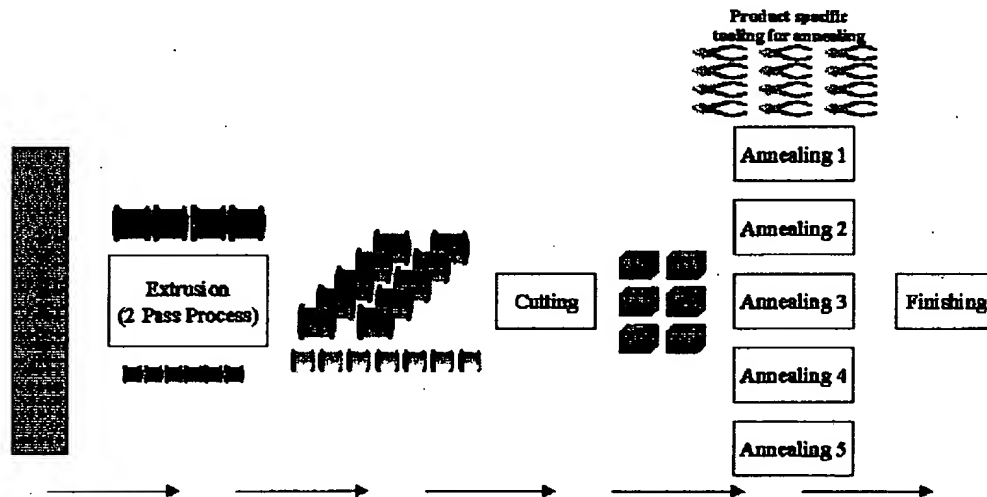 Product specific
tooling for annealing
Annealing 1
Annealing 2
Extrusion
(2 Pass Process)
Cutting
Annealing 3
Finishing
Annealing 4
Annealing 5